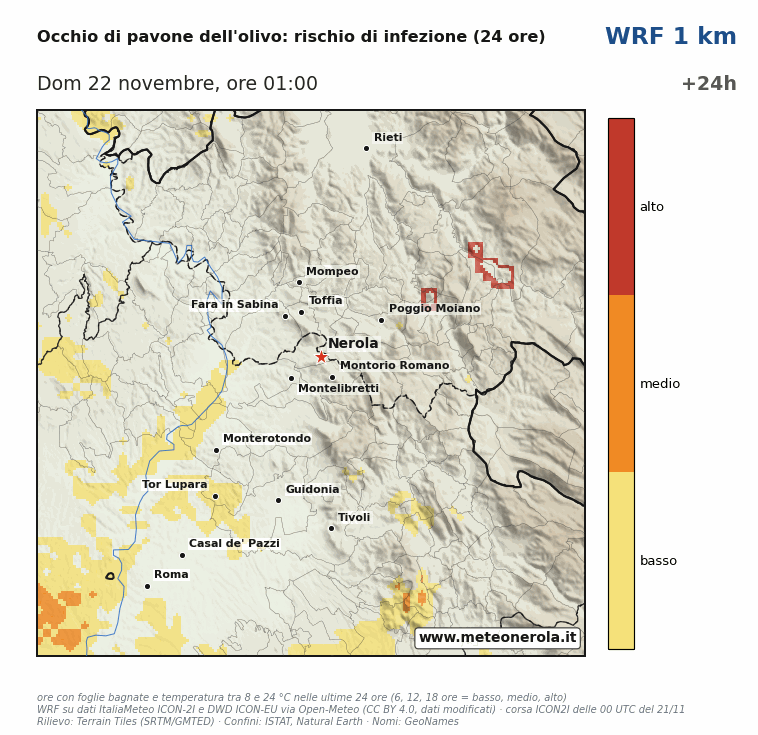 Occhio di pavone dell'olivo: rischio di infezione (24 ore)
WRF 1 km
Dom 22 novembre, ore 01:00
+24h
Rieti
alto
Mompeo
Toffia
Fara in Sabina
Poggio Moiano
Nerola
Montorio Romano
Montelibretti
medio
Monterotondo
Tor Lupara
Guidonia
Tivoli
Casal de' Pazzi
basso
Roma
www.meteonerola.it
ore con foglie bagnate e temperatura tra 8 e 24 °C nelle ultime 24 ore (6, 12, 18 ore = basso, medio, alto)
WRF su dati ItaliaMeteo ICON-2I e DWD ICON-EU via Open-Meteo (CC BY 4.0, dati modificati) · corsa ICON2I delle 00 UTC del 21/11
Rilievo: Terrain Tiles (SRTM/GMTED) · Confini: ISTAT, Natural Earth · Nomi: GeoNames